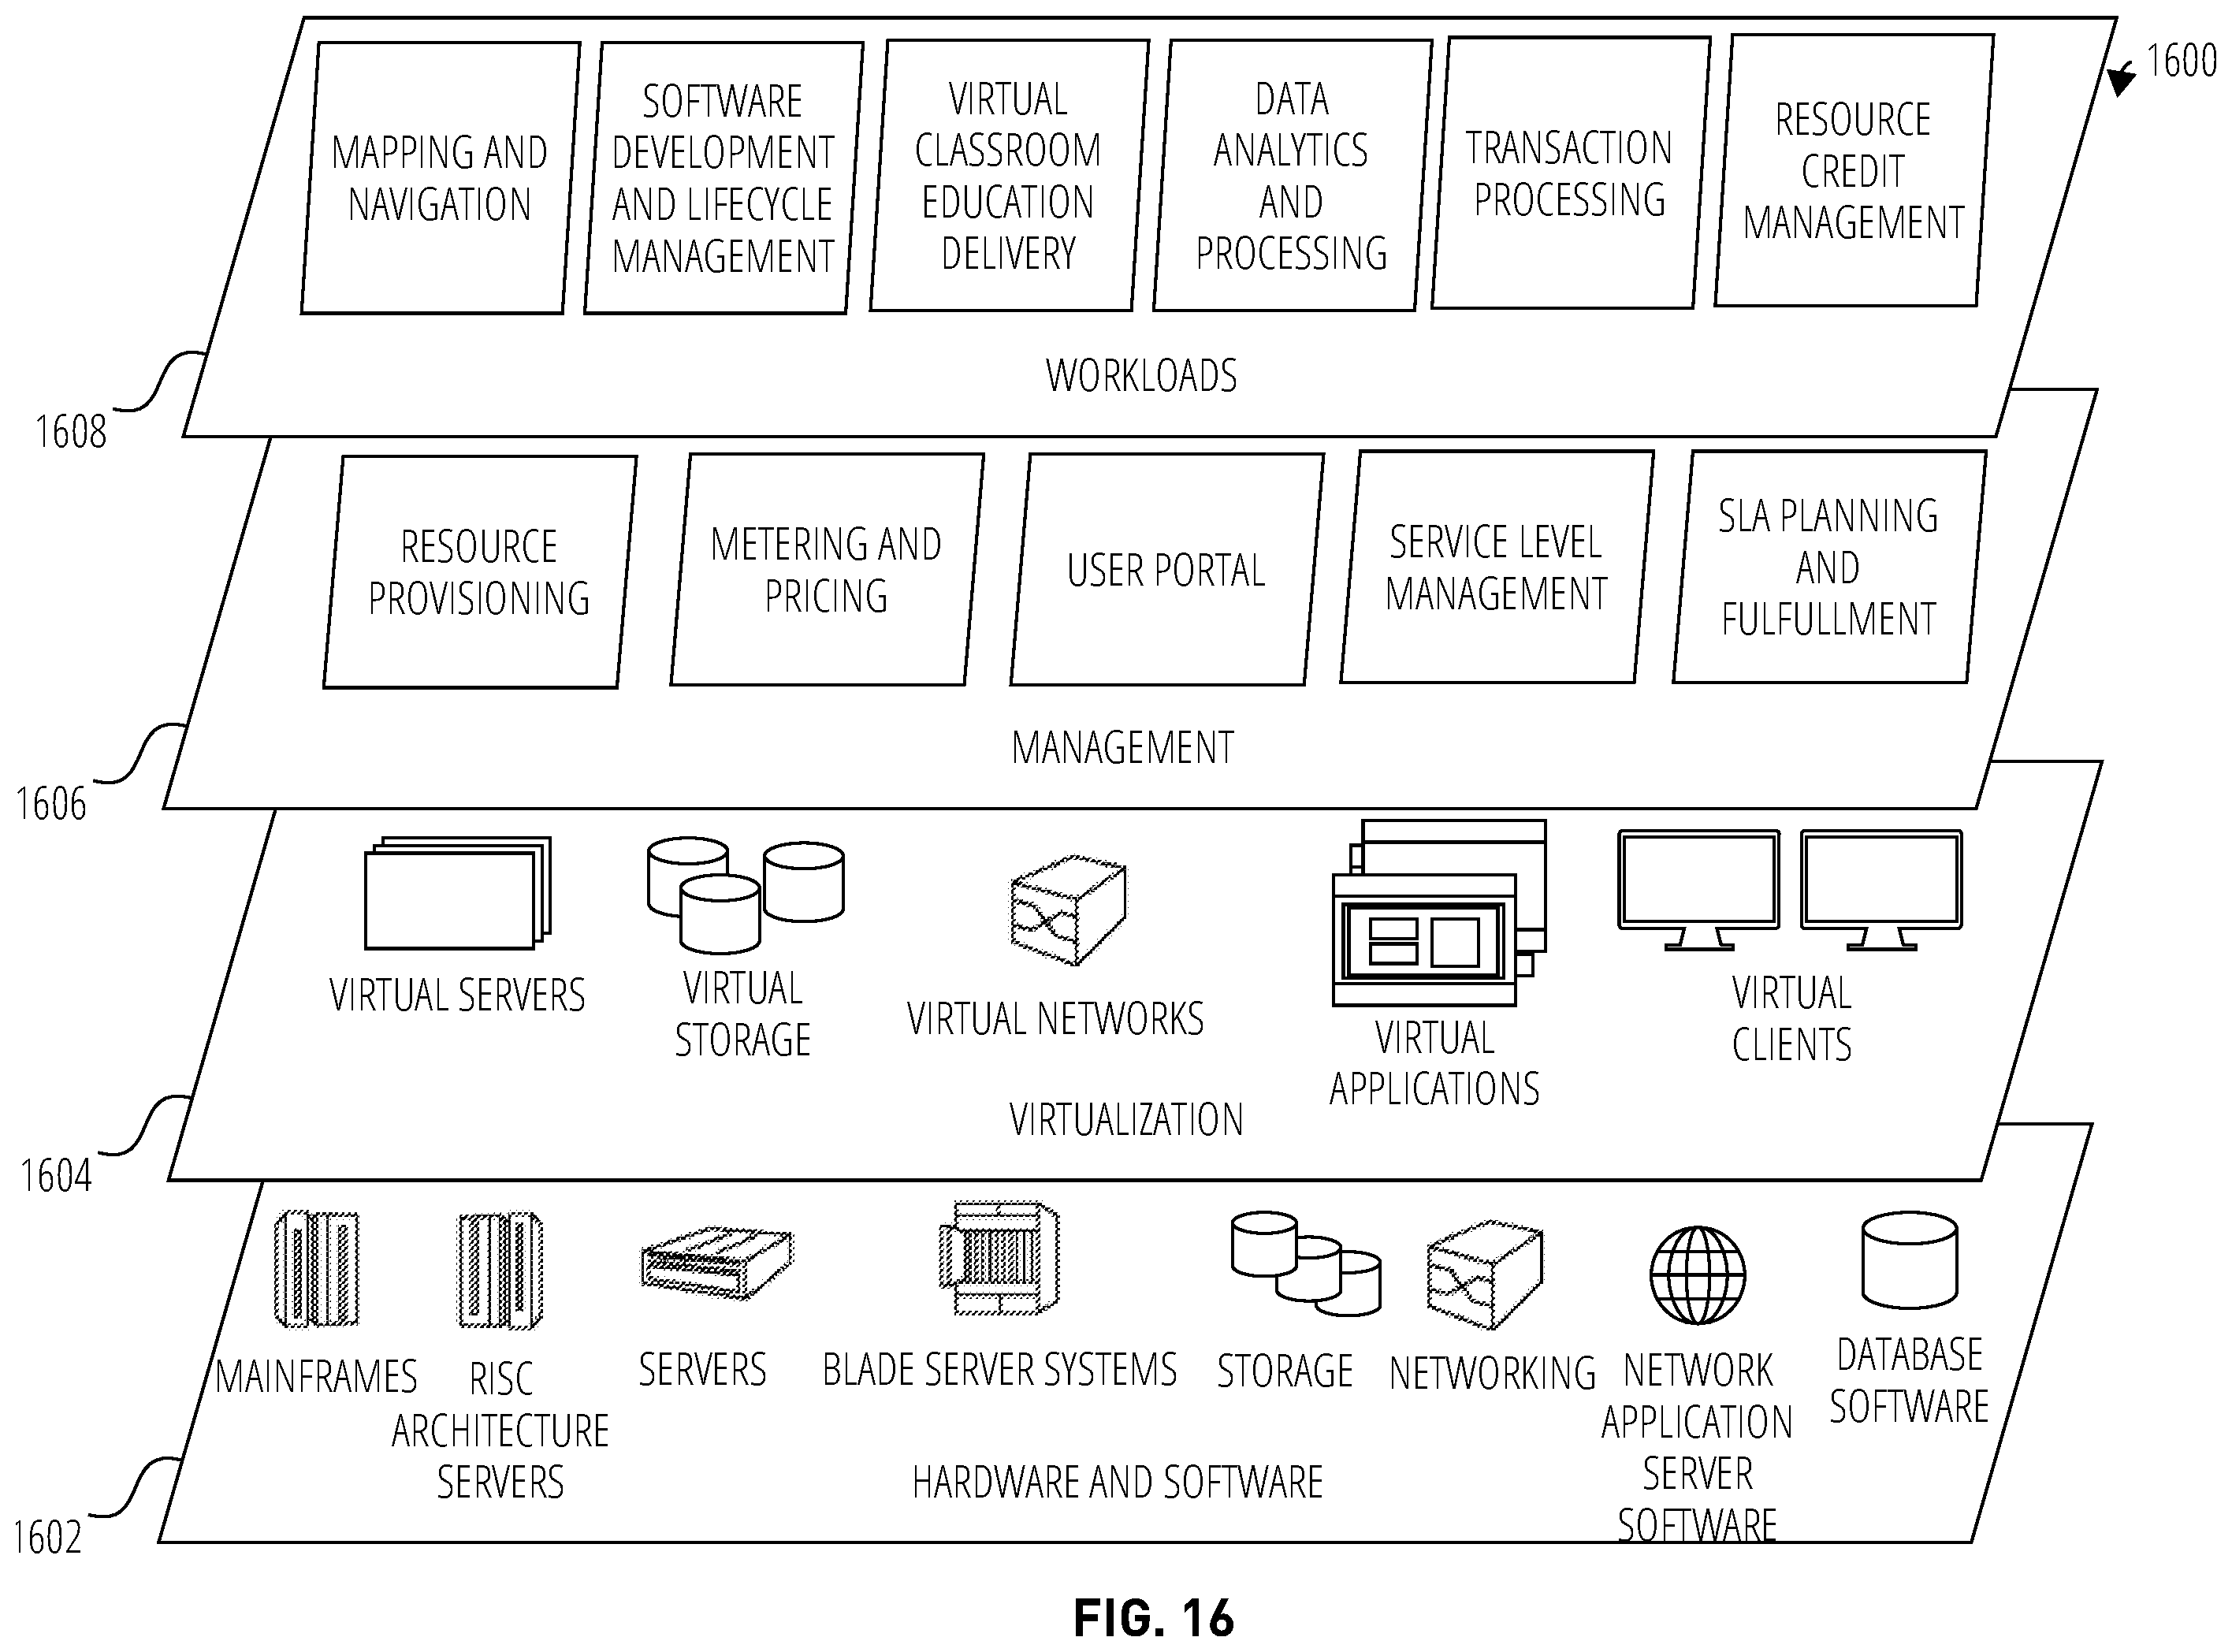 1600
MAPPING AND
NAVIGATION
SOFTWARE
DEVELOPMENT
AND LIFECYCLE
MANAGEMENT
VIRTUAL
CLASSROOM
EDUCATION
DELIVERY
DATA
ANALYTICS
AND
PROCESSING
TRANSACTION
PROCESSING
RESOURCE
CREDIT
MANAGEMENT
WORKLOADS
1608
RESOURCE
PROVISIONING
METERING AND
PRICING
USER PORTAL
SERVICE LEVEL
MANAGEMENT
SLA PLANNING
AND
FULFULLMENT
MANAGEMENT
1606
VIRTUAL SERVERS
VIRTUAL
STORAGE
VIRTUAL NETWORKS
VIRTUAL
APPLICATIONS
VIRTUAL
CLIENTS
VIRTUALIZATION
1604
MAINFRAMES
RISC
ARCHITECTURE
SERVERS
SERVERS
BLADE SERVER SYSTEMS
STORAGE
NETWORKING
NETWORK
APPLICATION
SERVER
SOFTWARE
DATABASE
SOFTWARE
HARDWARE AND SOFTWARE
1602
FIG. 16